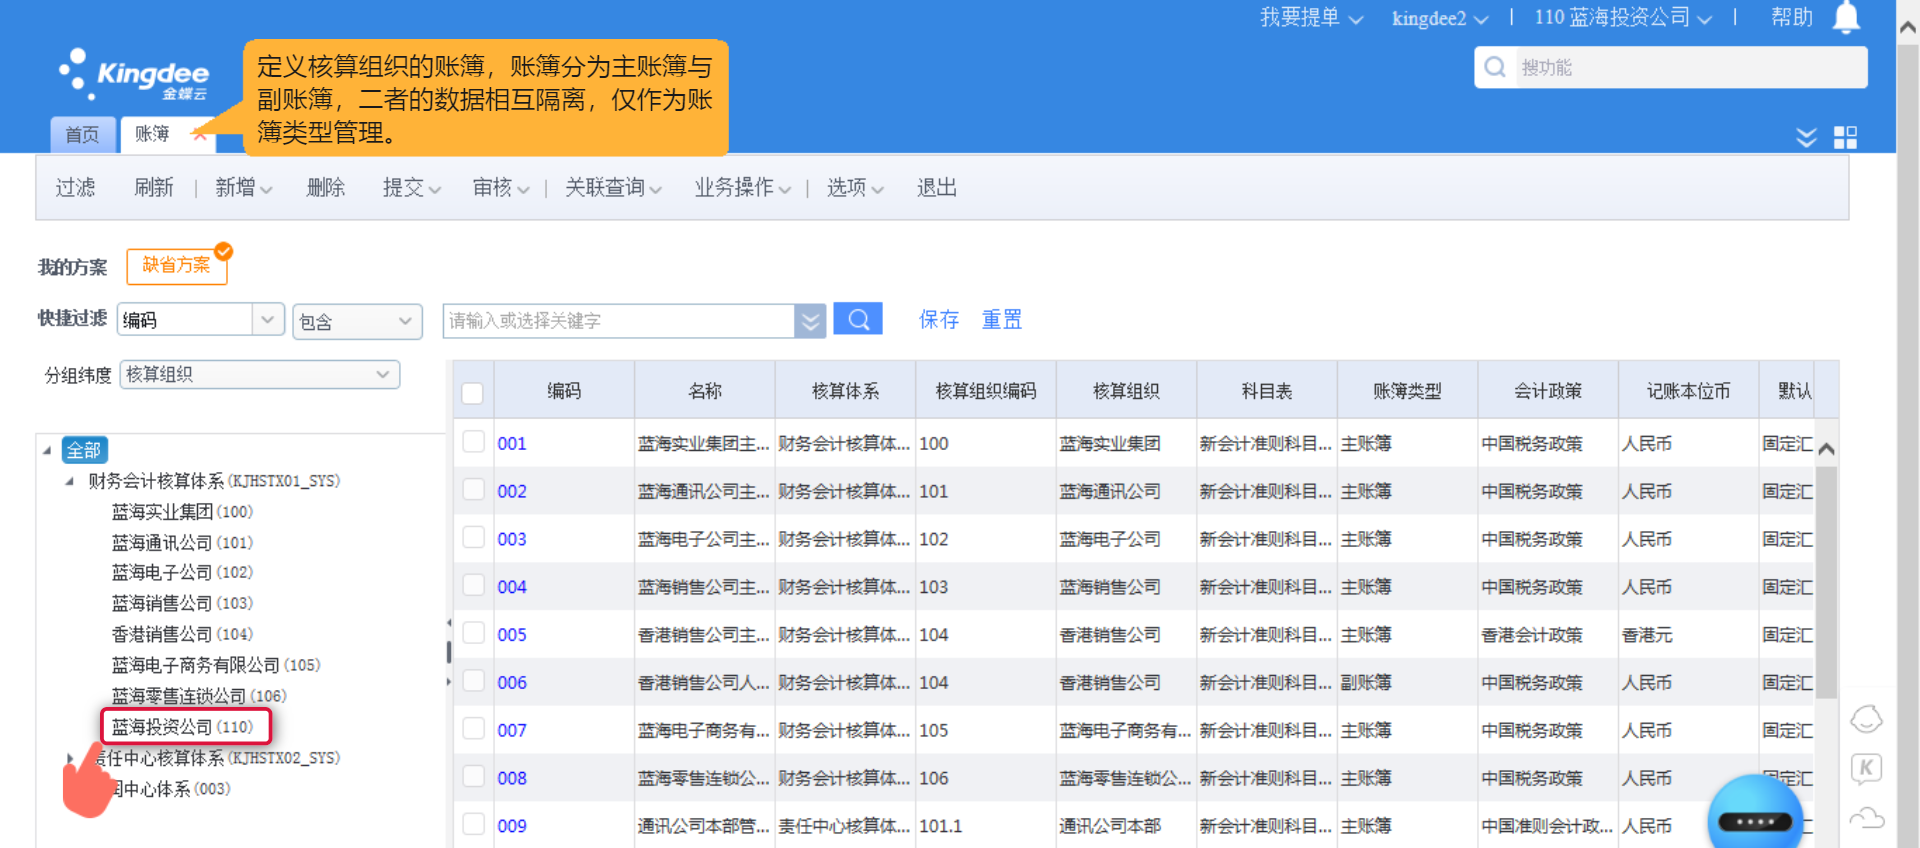 我要提单 kingdee2 | 110 蓝海投资公司 | 帮助
Kingdee
金蝶云
搜功能
定义核算组织的账簿，账簿分为主账簿与
副账簿，二者的数据相互隔离，仅作为账
簿类型管理。
首页 账簿
过滤 刷新 | 新增 删除 提交 审核 | 关联查询 业务操作 | 选项 退出
我的方案 缺省方案
快捷过滤 编码 包含 请输入或选择关键字 保存 重置
分组纬度 核算组织
全部
财务会计核算体系(KJHSTX01_SYS)
蓝海实业集团(100)
蓝海通讯公司(101)
蓝海电子公司(102)
蓝海销售公司(103)
香港销售公司(104)
蓝海电子商务有限公司(105)
蓝海零售连锁公司(106)
蓝海投资公司(110)
责任中心核算体系(KJHSTX02_SYS)
中心体系(003)
编码 名称 核算体系 核算组织编码 核算组织 科目表 账簿类型 会计政策 记账本位币 默认
001 蓝海实业集团主... 财务会计核算体... 100 蓝海实业集团 新会计准则科目... 主账簿 中国税务政策 人民币 固定汇
002 蓝海通讯公司主... 财务会计核算体... 101 蓝海通讯公司 新会计准则科目... 主账簿 中国税务政策 人民币 固定汇
003 蓝海电子公司主... 财务会计核算体... 102 蓝海电子公司 新会计准则科目... 主账簿 中国税务政策 人民币 固定汇
004 蓝海销售公司主... 财务会计核算体... 103 蓝海销售公司 新会计准则科目... 主账簿 中国税务政策 人民币 固定汇
005 香港销售公司主... 财务会计核算体... 104 香港销售公司 新会计准则科目... 主账簿 香港会计政策 香港元 固定汇
006 香港销售公司人... 财务会计核算体... 104 香港销售公司 新会计准则科目... 副账簿 中国税务政策 人民币 固定汇
007 蓝海电子商务有... 财务会计核算体... 105 蓝海电子商务有... 新会计准则科目... 主账簿 中国税务政策 人民币 固定汇
008 蓝海零售连锁公... 财务会计核算体... 106 蓝海零售连锁公... 新会计准则科目... 主账簿 中国税务政策 人民币 固定汇
009 通讯公司本部管... 责任中心核算体... 101.1 通讯公司本部 新会计准则科目... 主账簿 中国准则会计政... 人民币
K